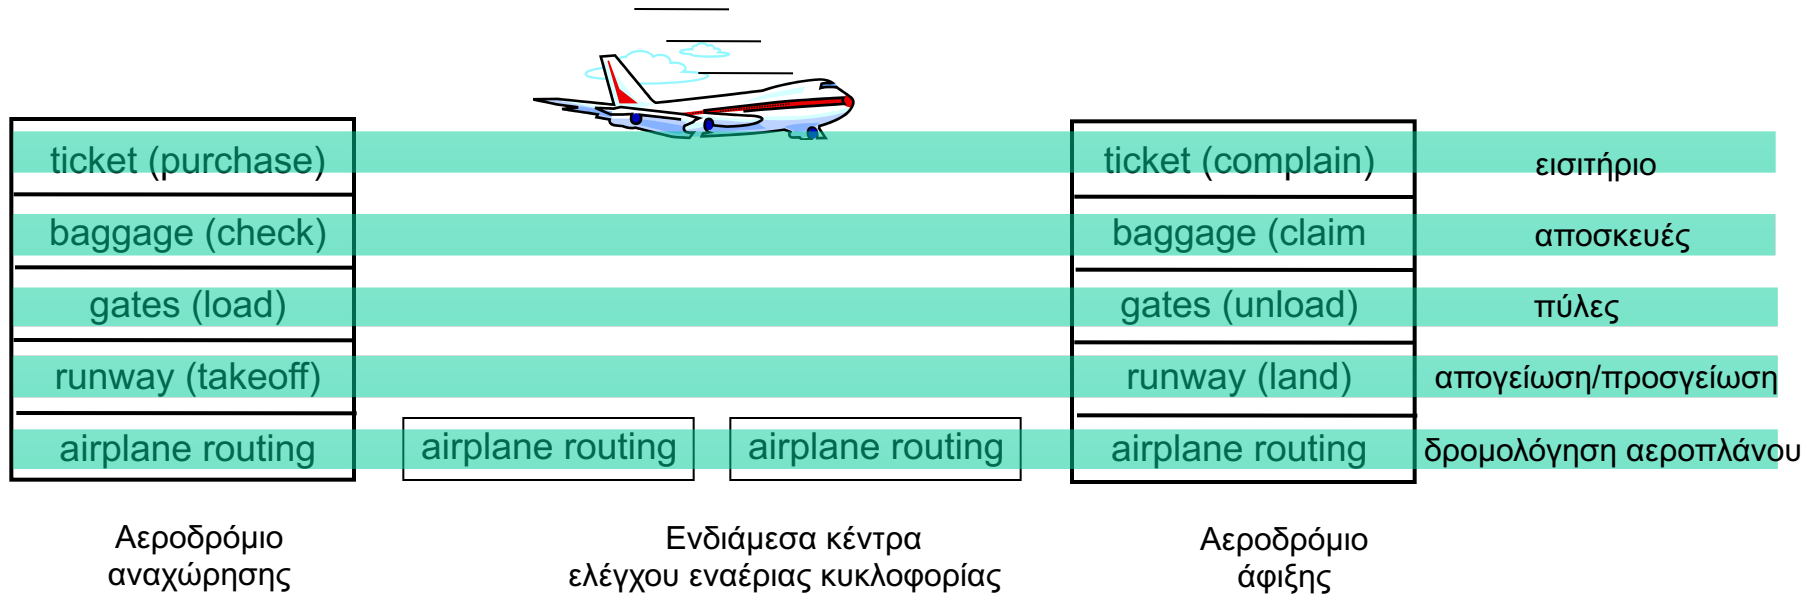 ticket (purchase) ticket (complain) εισιτήριο
baggage (check) baggage (claim αποσκευές
gates (load) gates (unload) πύλες
runway (takeoff) runway (land) απογείωση/προσγείωση
airplane routing airplane routing airplane routing airplane routing δρομολόγηση αεροπλάνου
Αεροδρόμιο
αναχώρησης
Ενδιάμεσα κέντρα
ελέγχου εναέριας κυκλοφορίας
Αεροδρόμιο
άφιξης